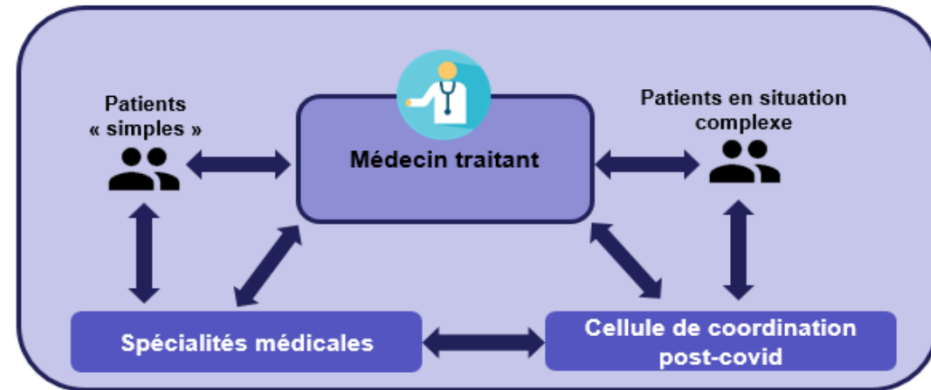 Patients
« simples »
Médecin traitant
Patients en situation
complexe
Spécialités médicales
Cellule de coordination
post-covid